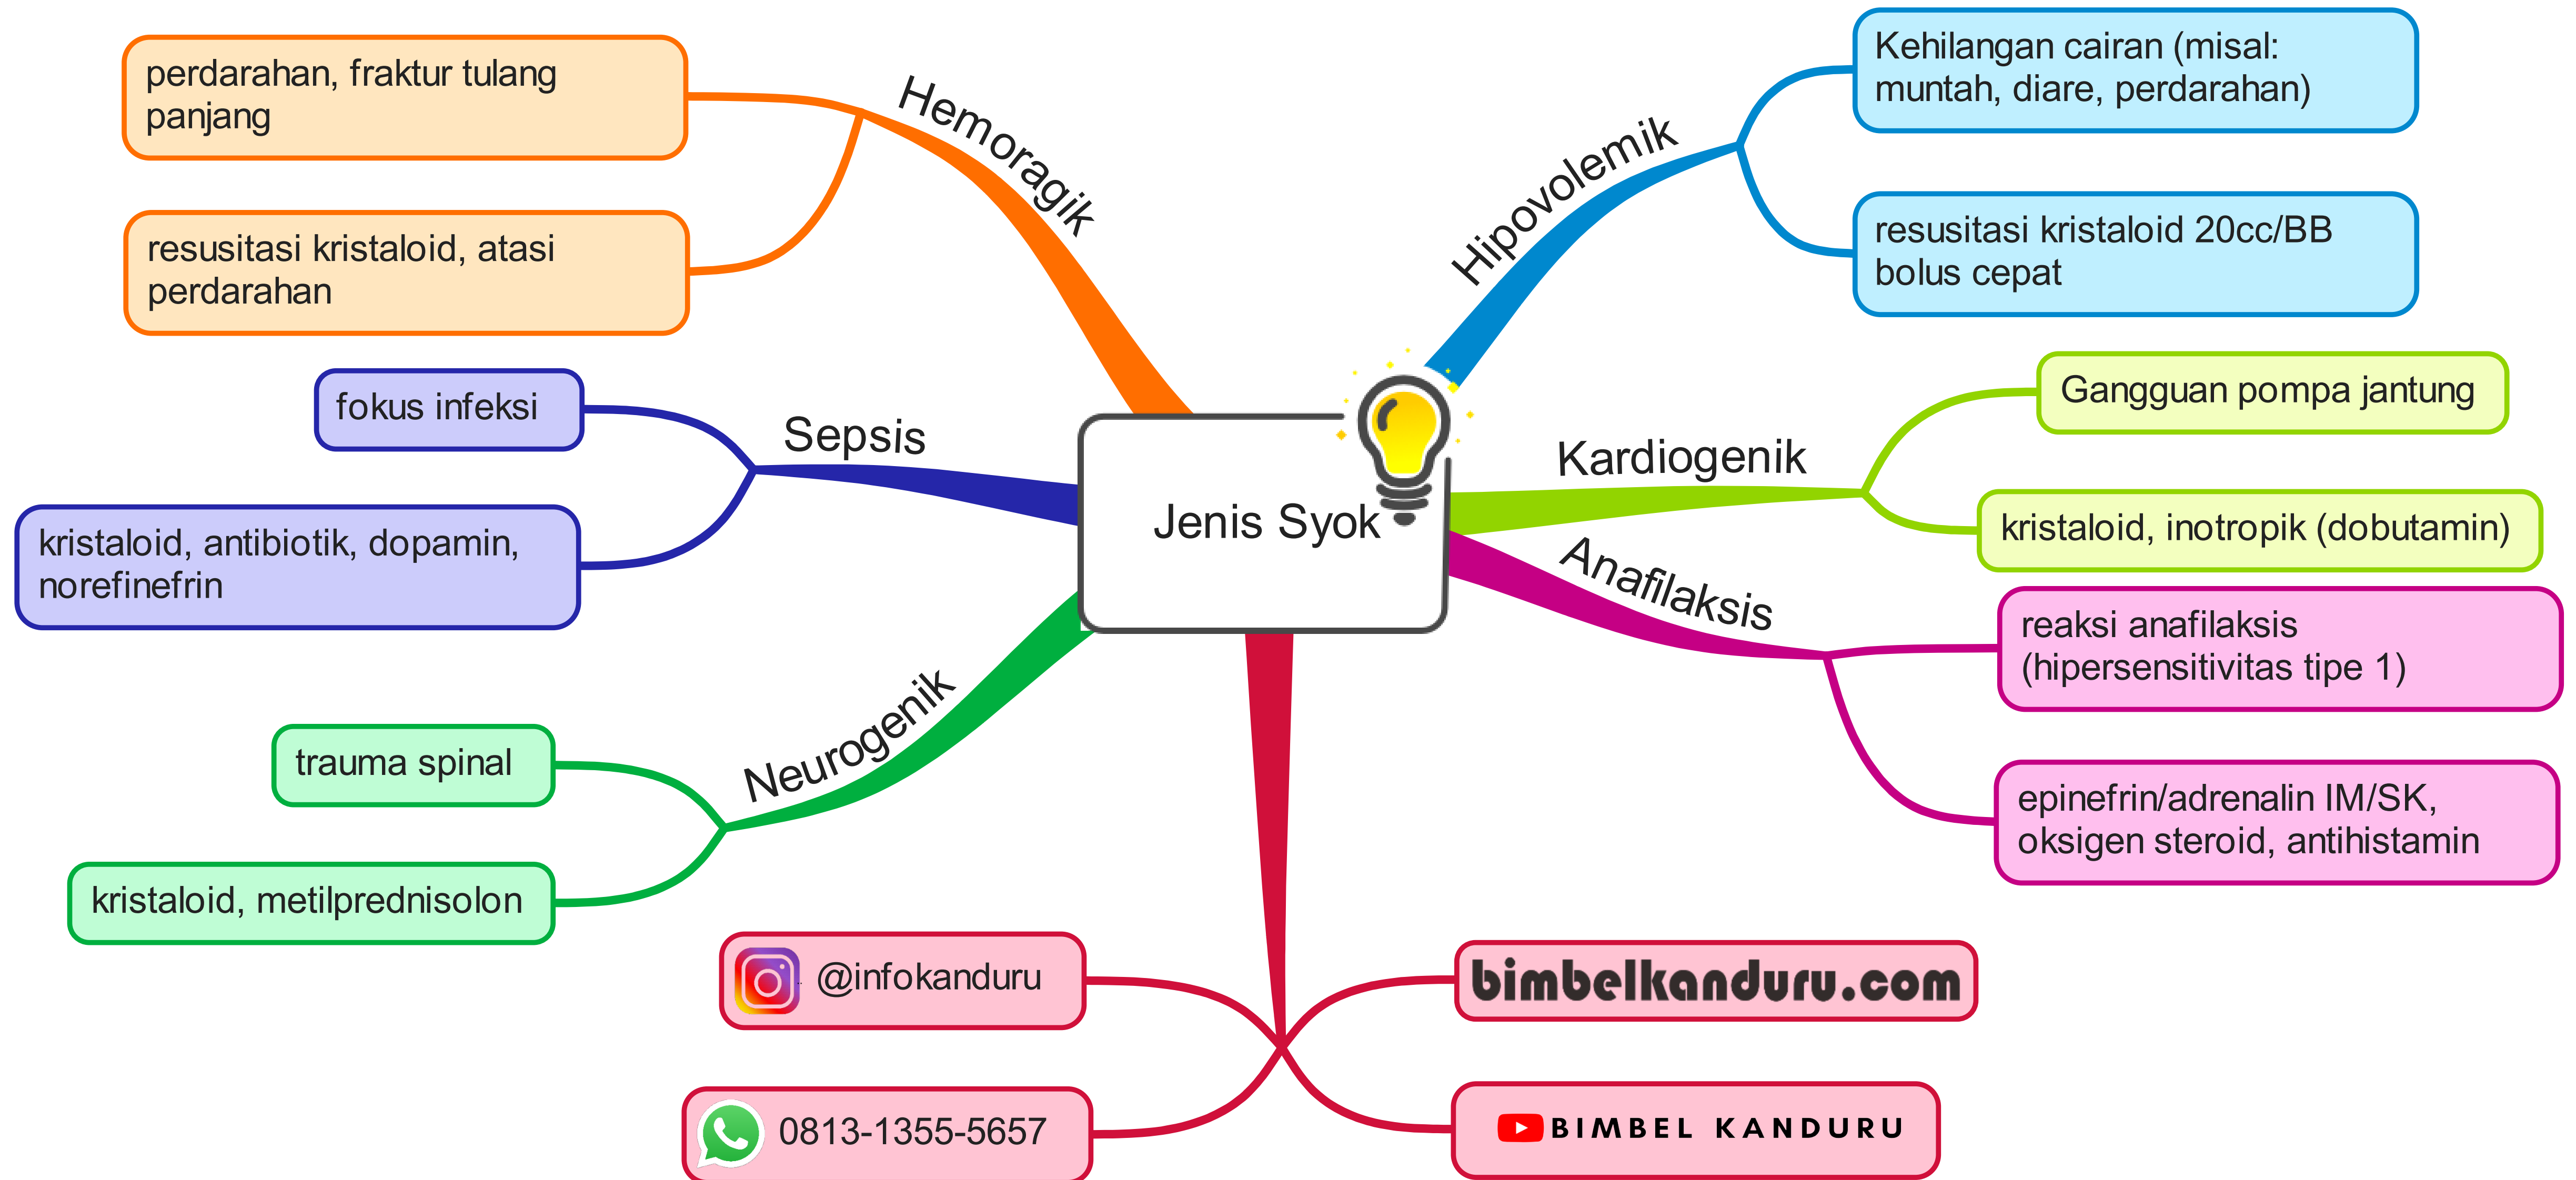 Jenis Syok
Hemoragik
perdarahan, fraktur tulang
panjang
resusitasi kristaloid, atasi
perdarahan
Sepsis
fokus infeksi
kristaloid, antibiotik, dopamin,
norefinefrin
Neurogenik
trauma spinal
kristaloid, metilprednisolon
Hipovolemik
Kehilangan cairan (misal:
muntah, diare, perdarahan)
resusitasi kristaloid 20cc/BB
bolus cepat
Kardiogenik
Gangguan pompa jantung
kristaloid, inotropik (dobutamin)
Anafilaksis
reaksi anafilaksis
(hipersensitivitas tipe 1)
epinefrin/adrenalin IM/SK,
oksigen steroid, antihistamin
@infokanduru
0813-1355-5657
bimbelkanduru.com
BIMBEL KANDURU